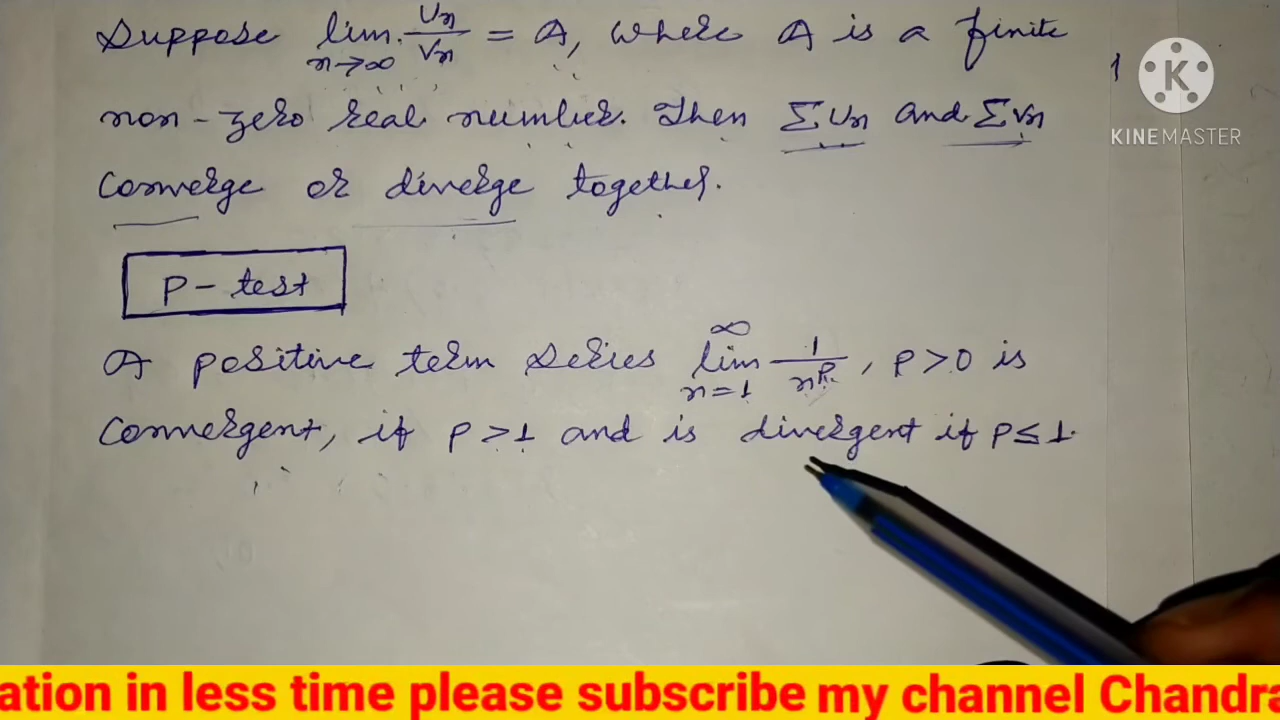 Suppose lim n→∞ Un/Vn = A, where A is a finite
non-zero real number. Then ΣUn and ΣVn
converge or diverge together.
P-test
A positive term series lim n=1 ∞ 1/n^P, P>0 is
convergent, if P>1 and is divergent if P≤1.
KINEMASTER
ation in less time please subscribe my channel Chandra